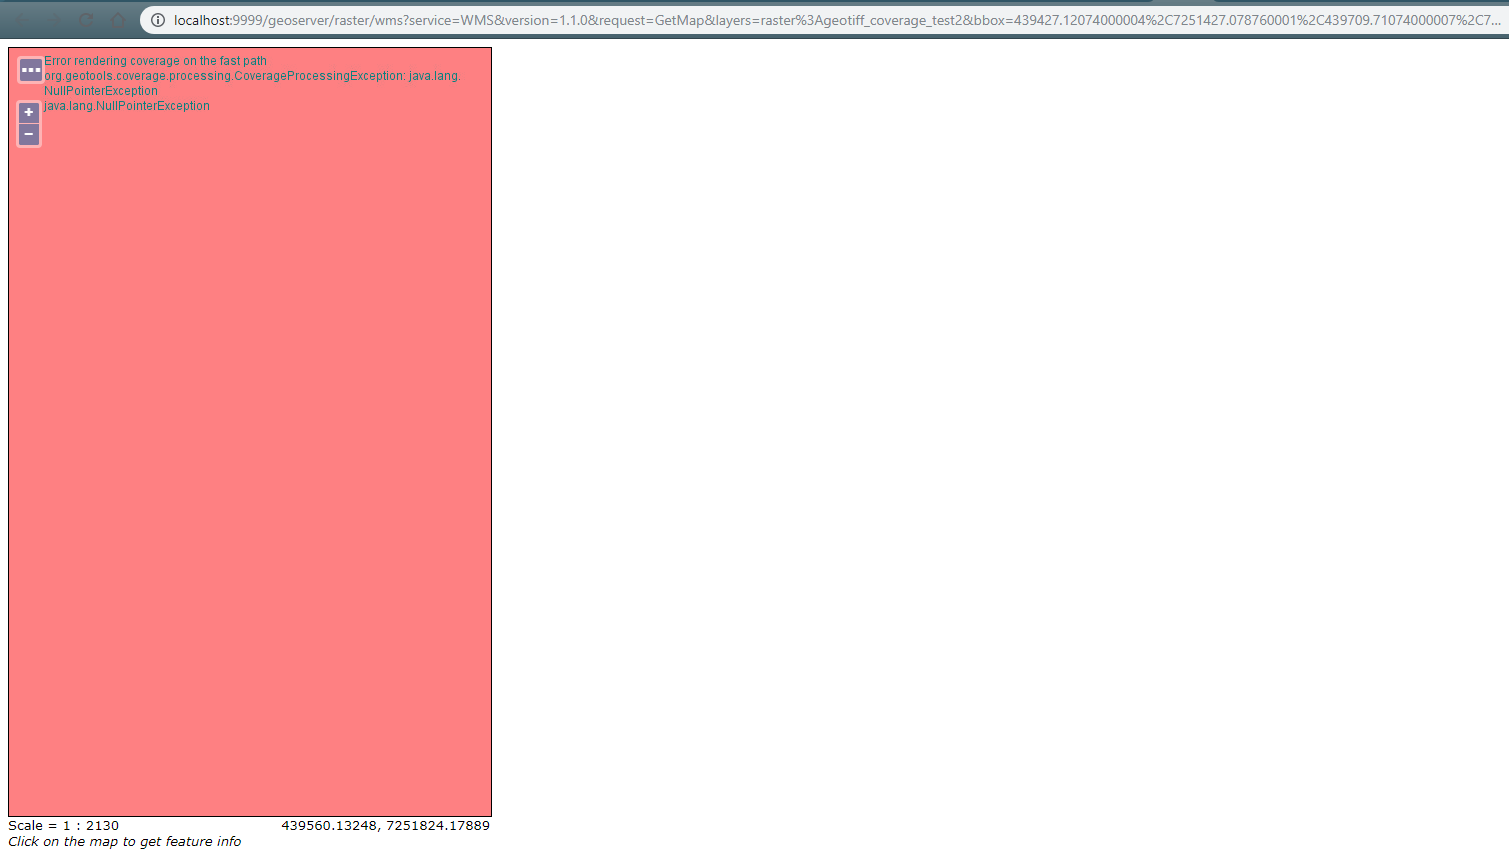 localhost:9999/geoserver/raster/wms?service=WMS&version=1.1.0&request=GetMap&layers=raster%3Ageotiff_coverage_test2&bbox=439427.12074000004%2C7251427.078760001%2C439709.71074000007%2C7...
Error rendering coverage on the fast path
org.geotools.coverage.processing.CoverageProcessingException: java.lang.
NullPointerException
java.lang.NullPointerException
+
−
Scale = 1 : 2130 439560.13248, 7251824.17889
Click on the map to get feature info